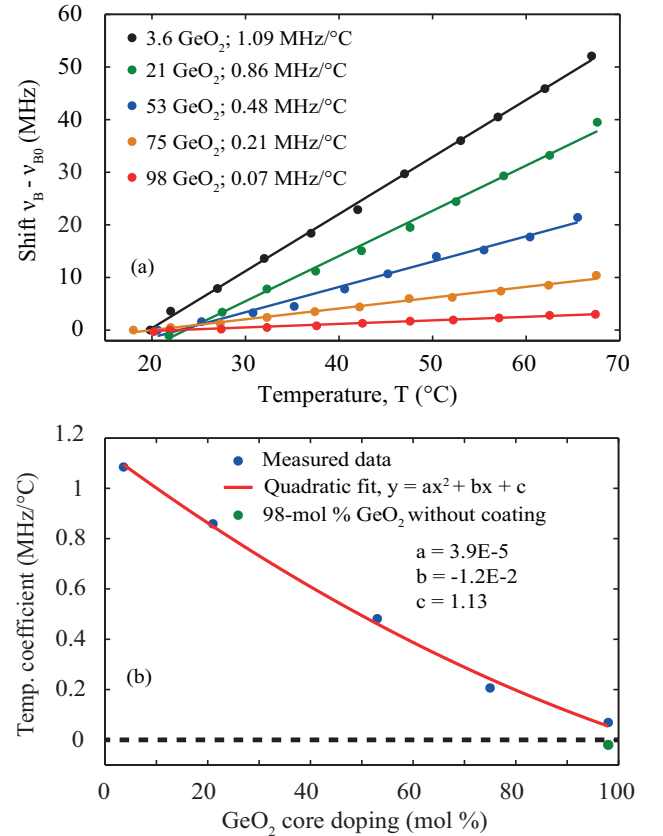 60
50
40
30
20
10
0
Shift ν_B - ν_B0 (MHz)
3.6 GeO₂; 1.09 MHz/°C
21 GeO₂; 0.86 MHz/°C
53 GeO₂; 0.48 MHz/°C
75 GeO₂; 0.21 MHz/°C
98 GeO₂; 0.07 MHz/°C
(a)
20 30 40 50 60 70
Temperature, T (°C)
1.2
1
0.8
0.6
0.4
0.2
0
Temp. coefficient (MHz/°C)
Measured data
Quadratic fit, y = ax² + bx + c
98-mol % GeO₂ without coating
a = 3.9E-5
b = -1.2E-2
c = 1.13
(b)
0 20 40 60 80 100
GeO₂ core doping (mol %)